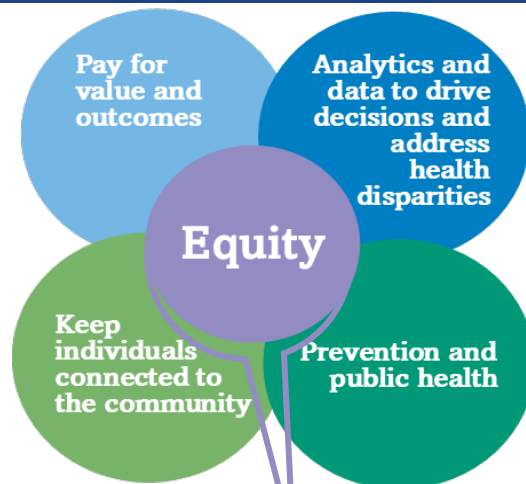 Pay for
value and
outcomes
Analytics and
data to drive
decisions and
address
health
disparities
Equity
Keep
individuals
connected to
the community
Prevention and
public health